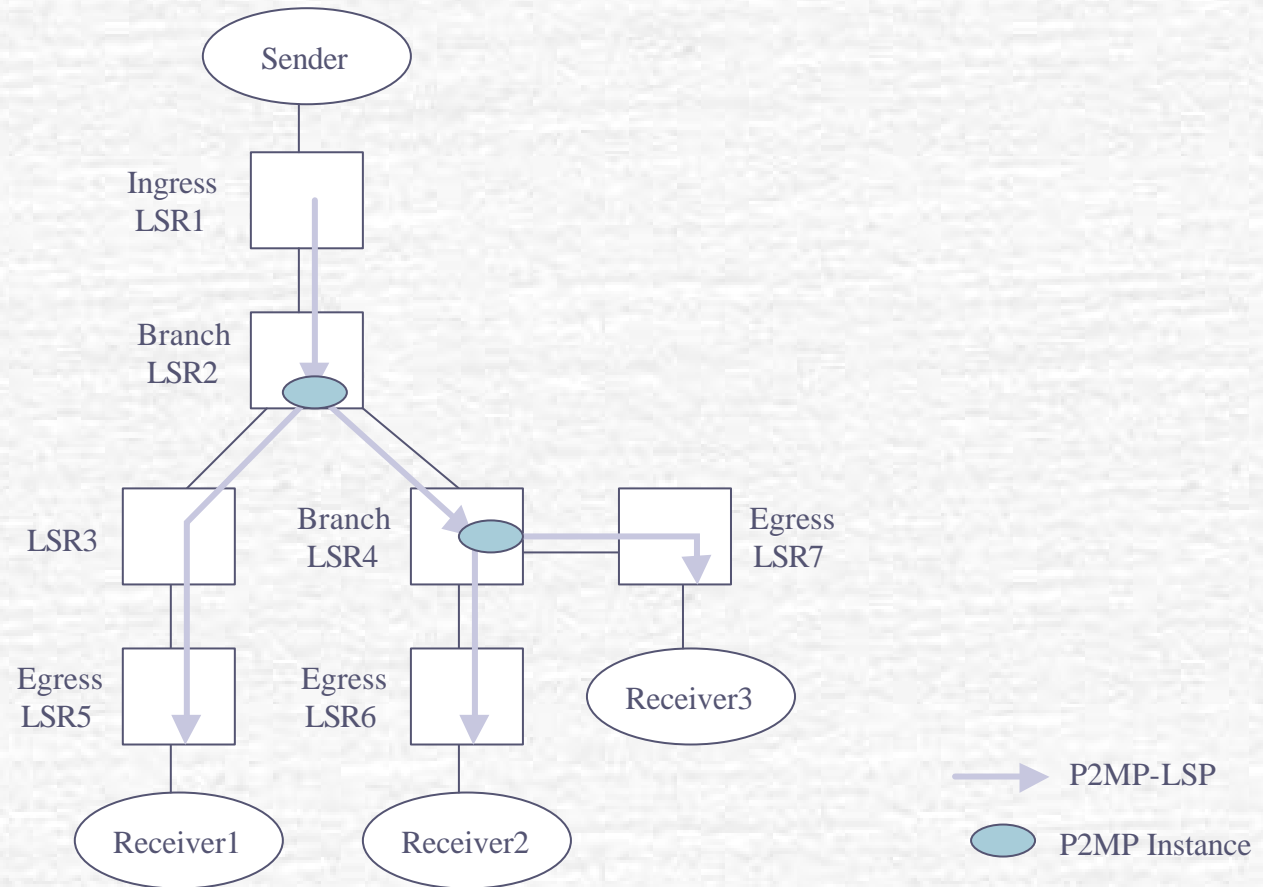 Sender
Ingress
LSR1
Branch
LSR2
LSR3
Branch
LSR4
Egress
LSR7
Egress
LSR5
Egress
LSR6
Receiver3
Receiver1
Receiver2
P2MP-LSP
P2MP Instance